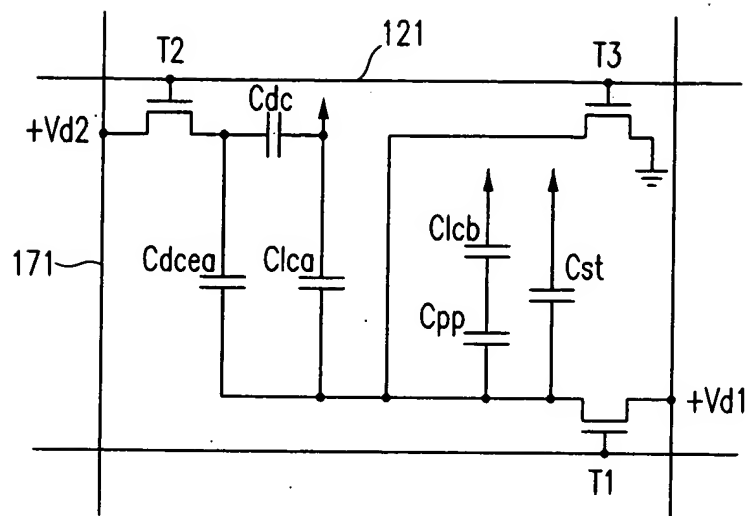 121
T2
T3
Cdc
+Vd2
Clcb
171
Cdcea
Clca
Cst
Cpp
+Vd1
T1